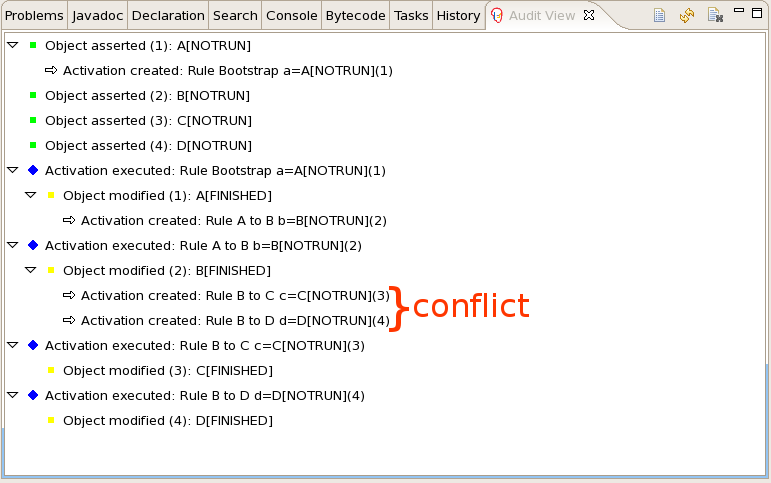 Problems Javadoc Declaration Search Console Bytecode Tasks History Audit View
Object asserted (1): A[NOTRUN]
Activation created: Rule Bootstrap a=A[NOTRUN](1)
Object asserted (2): B[NOTRUN]
Object asserted (3): C[NOTRUN]
Object asserted (4): D[NOTRUN]
Activation executed: Rule Bootstrap a=A[NOTRUN](1)
Object modified (1): A[FINISHED]
Activation created: Rule A to B b=B[NOTRUN](2)
Activation executed: Rule A to B b=B[NOTRUN](2)
Object modified (2): B[FINISHED]
Activation created: Rule B to C c=C[NOTRUN](3)
Activation created: Rule B to D d=D[NOTRUN](4)
}conflict
Activation executed: Rule B to C c=C[NOTRUN](3)
Object modified (3): C[FINISHED]
Activation executed: Rule B to D d=D[NOTRUN](4)
Object modified (4): D[FINISHED]